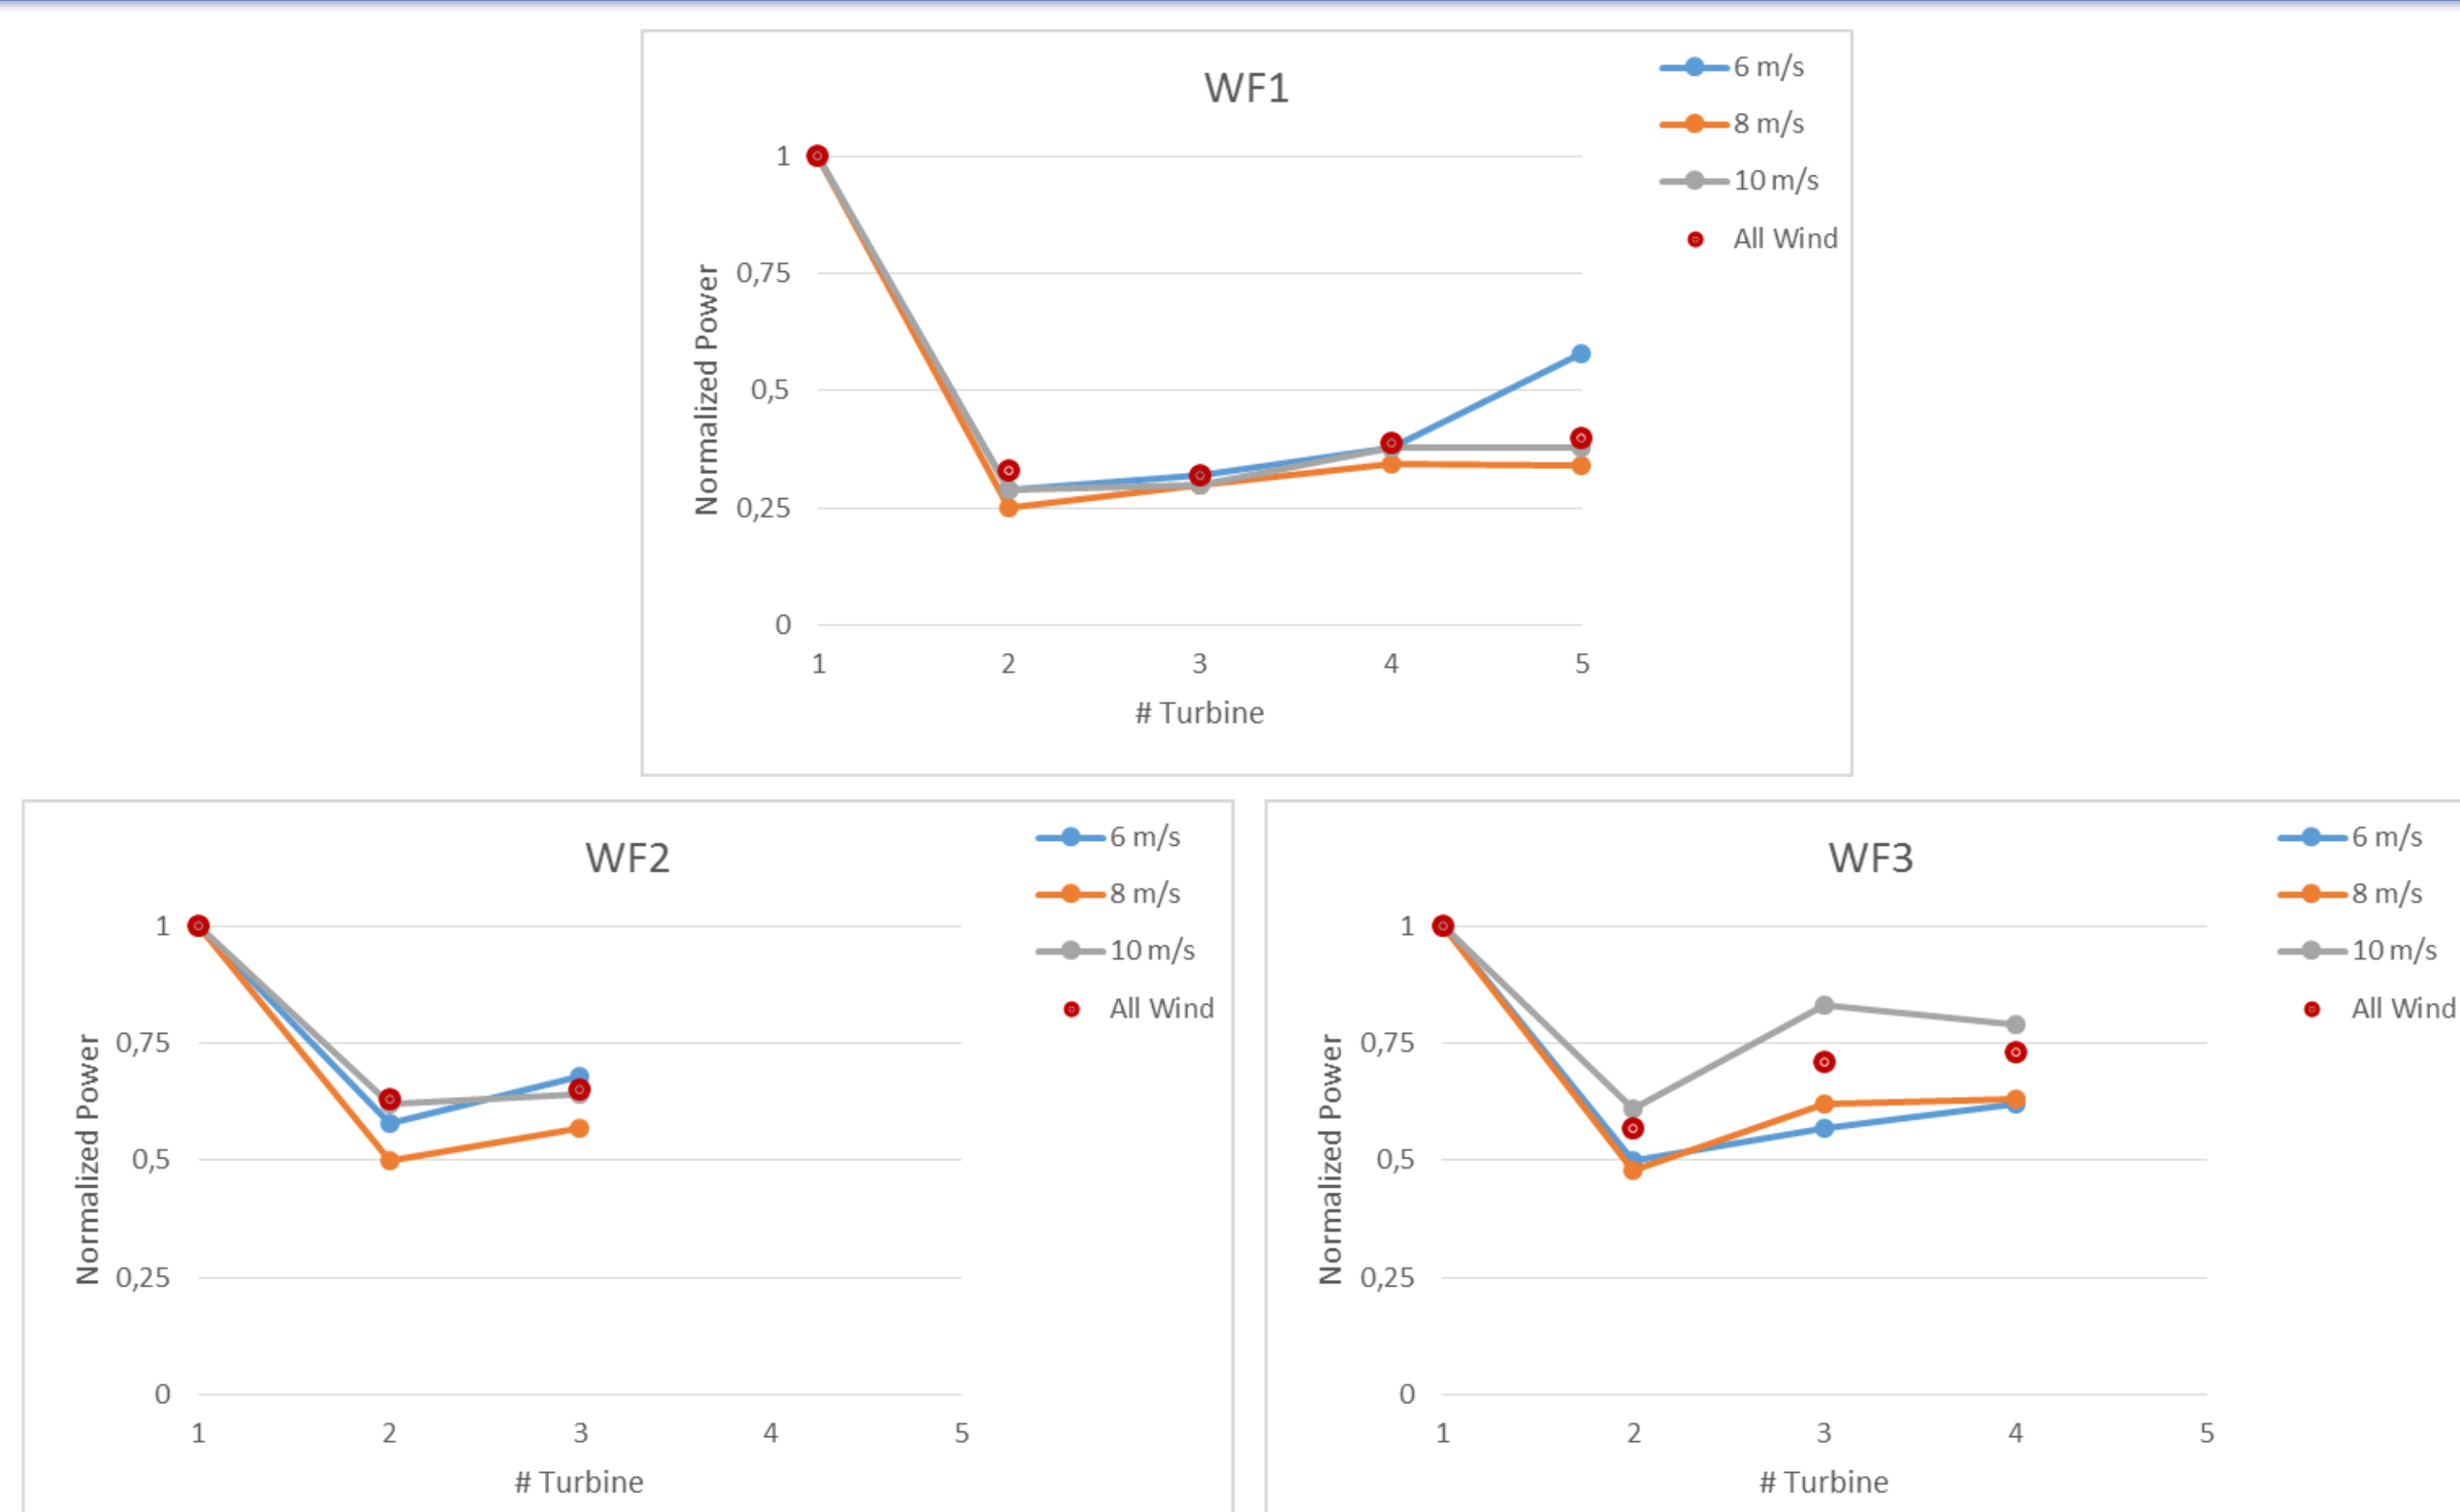 WF1
6 m/s
8 m/s
10 m/s
All Wind
Normalized Power
1
0,75
0,5
0,25
0
1 2 3 4 5
# Turbine
WF2
6 m/s
8 m/s
10 m/s
All Wind
Normalized Power
1
0,75
0,5
0,25
0
1 2 3 4 5
# Turbine
WF3
6 m/s
8 m/s
10 m/s
All Wind
Normalized Power
1
0,75
0,5
0,25
0
1 2 3 4 5
# Turbine